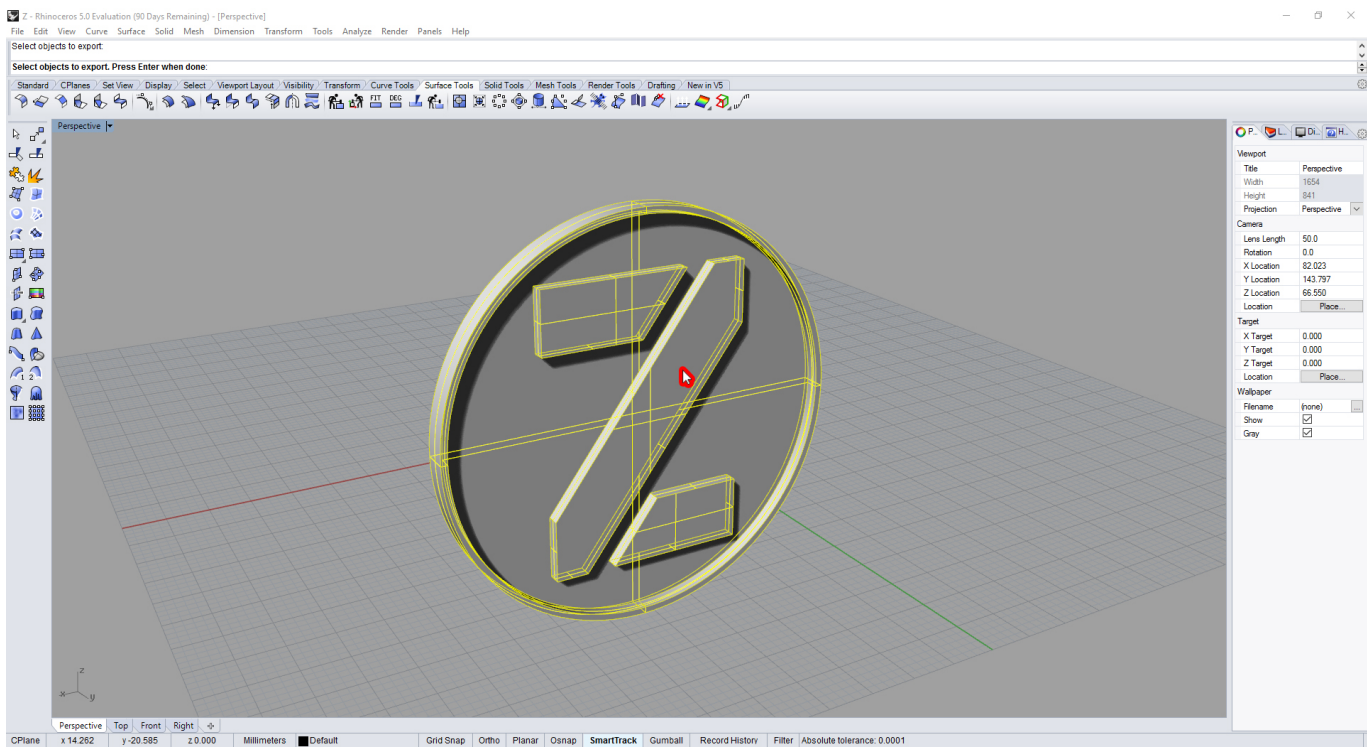 Z - Rhinoceros 5.0 Evaluation (90 Days Remaining) - [Perspective]
File Edit View Curve Surface Solid Mesh Dimension Transform Tools Analyze Render Panels Help
Select objects to export:
Select objects to export. Press Enter when done:
Standard CPlanes Set View Display Select Viewport Layout Visibility Transform Curve Tools Surface Tools Solid Tools Mesh Tools Render Tools Drafting New in V5
FIT DEG
Perspective
P... L... Di... H...
Viewport
Title Perspective
Width 1654
Height 841
Projection Perspective
Camera
Lens Length 50.0
Rotation 0.0
X Location 82.023
Y Location 143.797
Z Location 66.550
Location Place...
Target
X Target 0.000
Y Target 0.000
Z Target 0.000
Location Place...
Wallpaper
Filename (none) ...
Show
Gray
1 2
z
x y
Perspective Top Front Right
CPlane x 14.262 y -20.585 z 0.000 Millimeters Default Grid Snap Ortho Planar Osnap SmartTrack Gumball Record History Filter Absolute tolerance: 0.0001